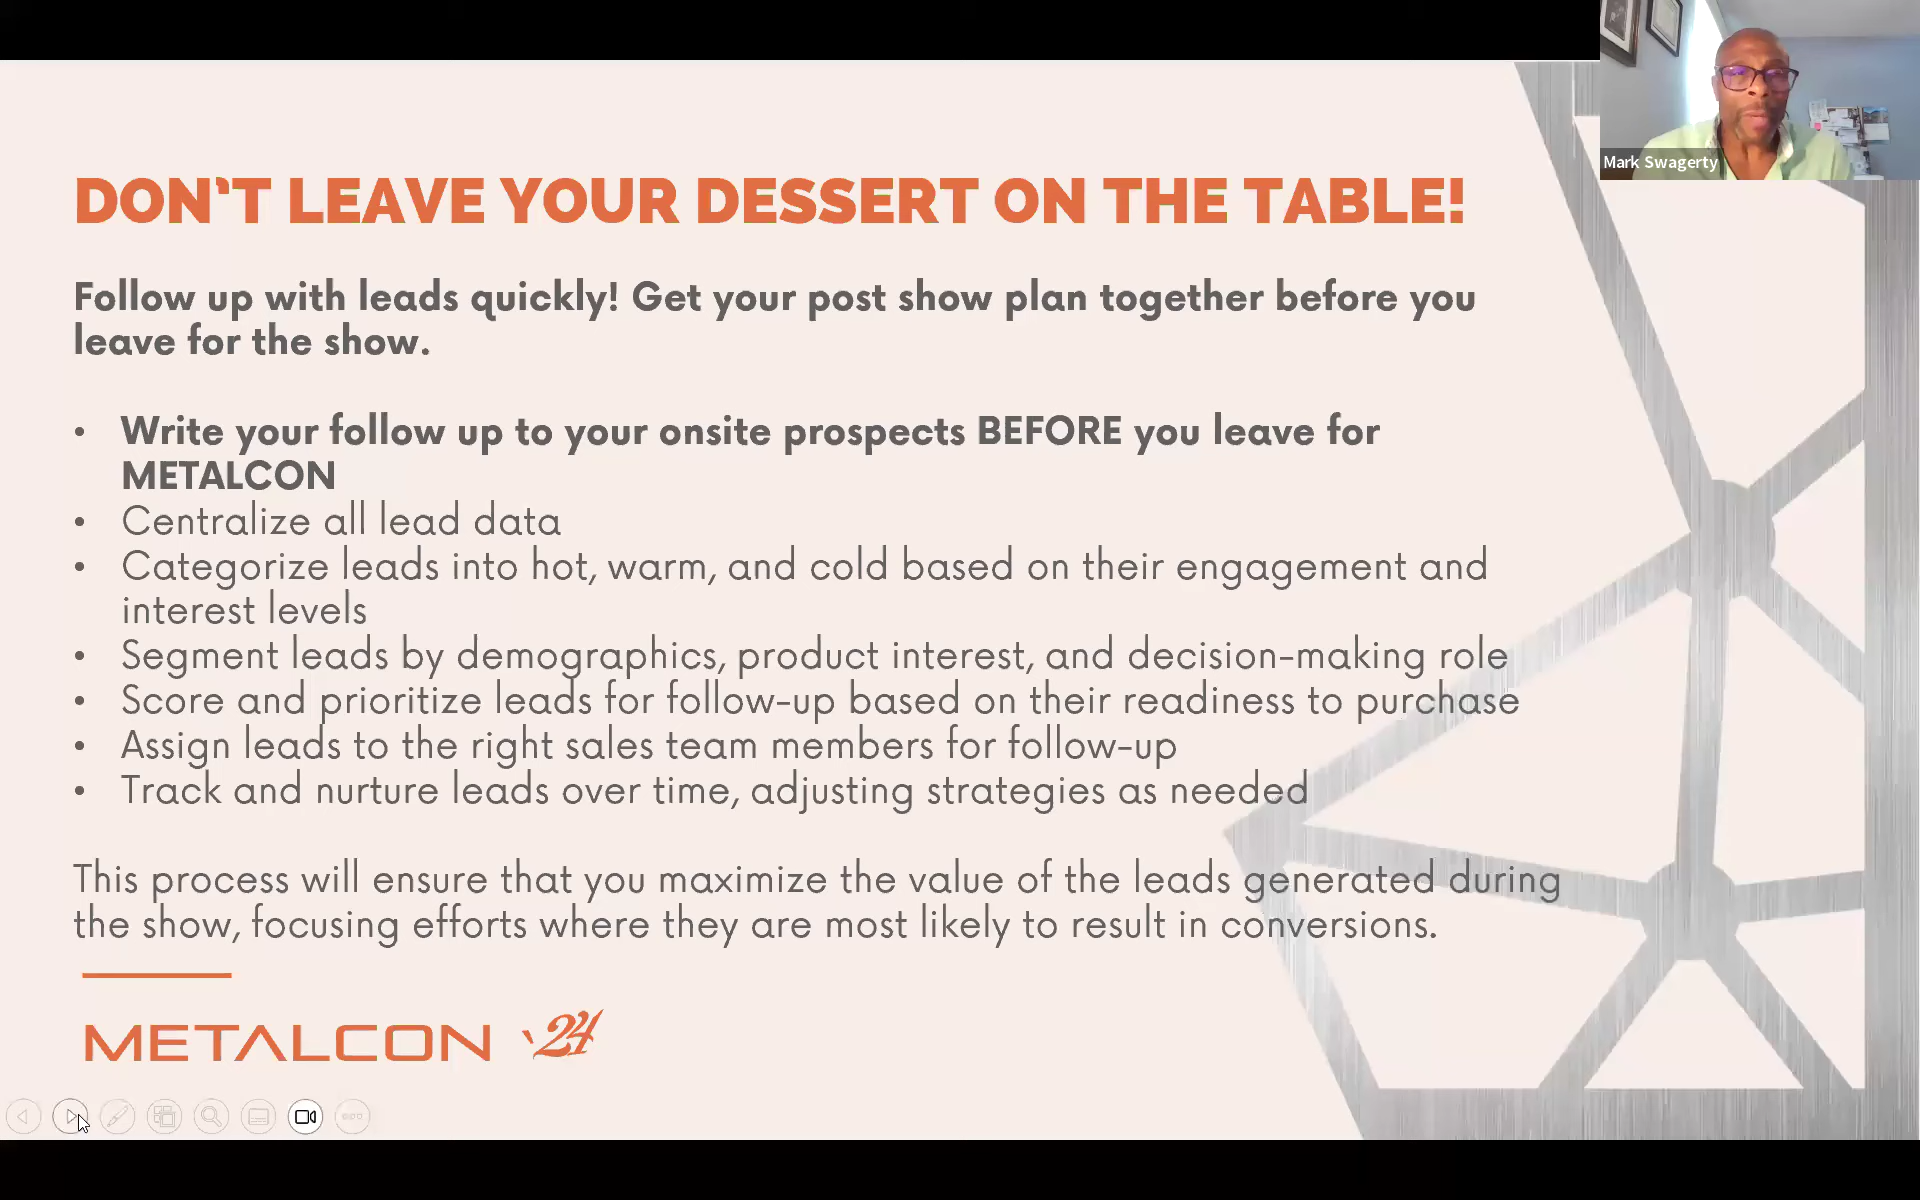 Mark Swagerty
DON'T LEAVE YOUR DESSERT ON THE TABLE!
Follow up with leads quickly! Get your post show plan together before you
leave for the show.
• Write your follow up to your onsite prospects BEFORE you leave for
METALCON
• Centralize all lead data
• Categorize leads into hot, warm, and cold based on their engagement and
interest levels
• Segment leads by demographics, product interest, and decision-making role
• Score and prioritize leads for follow-up based on their readiness to purchase
• Assign leads to the right sales team members for follow-up
• Track and nurture leads over time, adjusting strategies as needed
This process will ensure that you maximize the value of the leads generated during
the show, focusing efforts where they are most likely to result in conversions.
METALCON '24